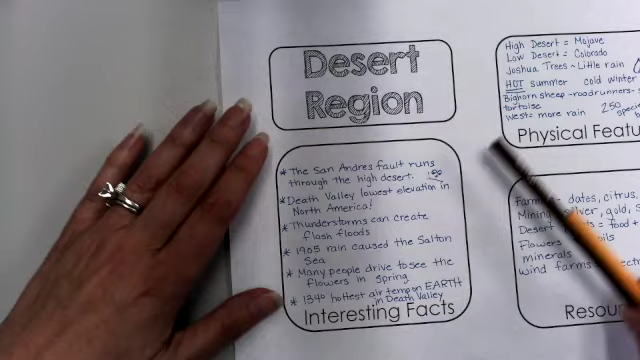 Desert
Region
* The San Andres fault runs
through the high desert.
* Death Valley lowest elevation in
North America!
* Thunderstorms can create
flash floods
* 1905 rain caused the Salton
Sea
* Many people drive to see the
flowers in Spring
* 134° hottest air temp on EARTH
in Death Valley
Interesting Facts
High Desert = Mojave
Low Desert = Colorado
Joshua Trees ~ Little rain
HOT summer cold winter
Bighorn sheep - roadrunners -
tortoise
West = more rain 250
Physical Featu
dates, citrus,
Mining silver, gold,
Desert = food +
Flowers oils
minerals
Wind farms
Resour